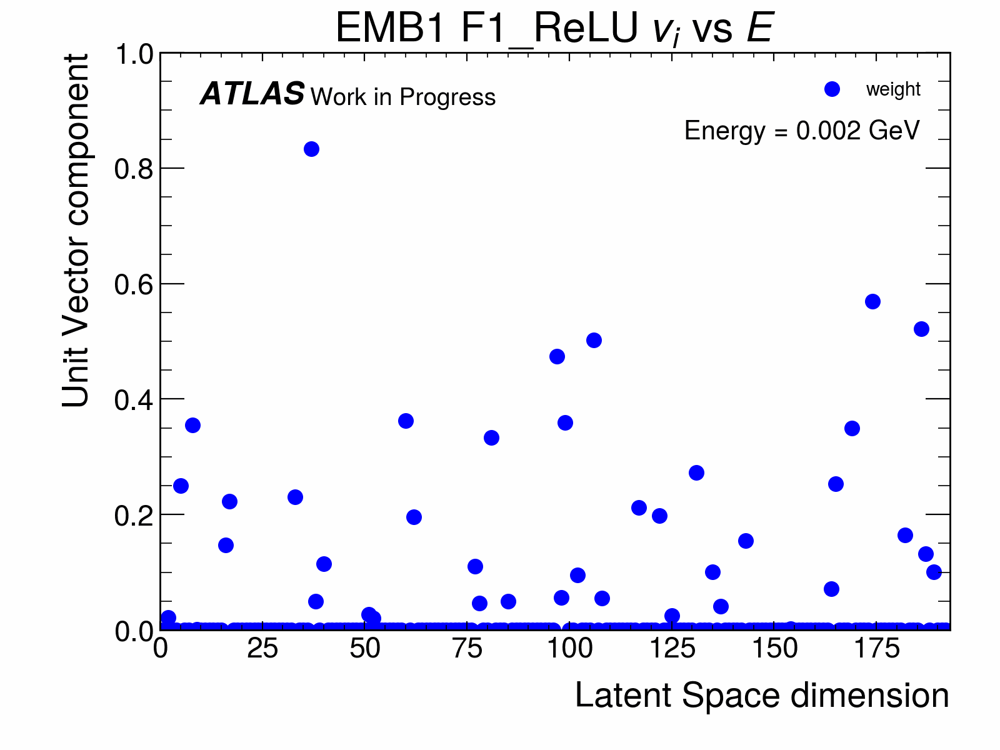 EMB1 F1_ReLU v_i vs E
ATLAS Work in Progress
weight
Energy = 0.002 GeV
Unit Vector component
1.0
0.8
0.6
0.4
0.2
0.0
0 25 50 75 100 125 150 175
Latent Space dimension